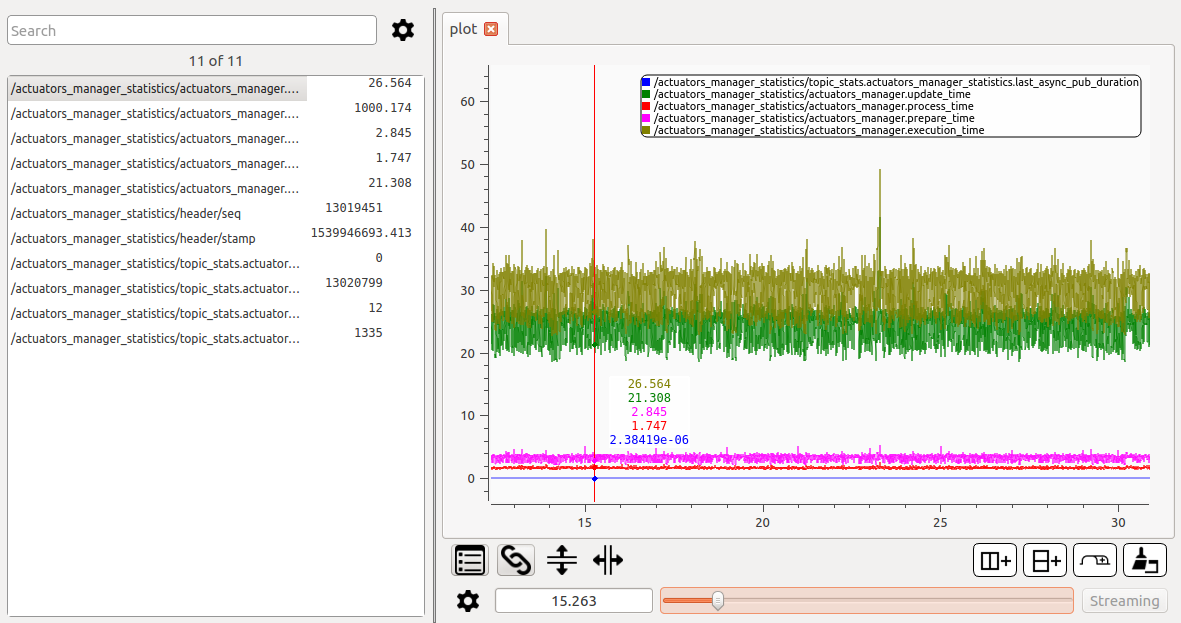 Search
11 of 11
/actuators_manager_statistics/actuators_manager.... 26.564
/actuators_manager_statistics/actuators_manager.... 1000.174
/actuators_manager_statistics/actuators_manager.... 2.845
/actuators_manager_statistics/actuators_manager.... 1.747
/actuators_manager_statistics/actuators_manager.... 21.308
/actuators_manager_statistics/header/seq 13019451
/actuators_manager_statistics/header/stamp 1539946693.413
/actuators_manager_statistics/topic_stats.actuator... 0
/actuators_manager_statistics/topic_stats.actuator... 13020799
/actuators_manager_statistics/topic_stats.actuator... 12
/actuators_manager_statistics/topic_stats.actuator... 1335
plot
/actuators_manager_statistics/topic_stats.actuators_manager_statistics.last_async_pub_duration
/actuators_manager_statistics/actuators_manager.update_time
/actuators_manager_statistics/actuators_manager.process_time
/actuators_manager_statistics/actuators_manager.prepare_time
/actuators_manager_statistics/actuators_manager.execution_time
60
50
40
30
20
10
0
26.564
21.308
2.845
1.747
2.38419e-06
15 20 25 30
15.263
Streaming